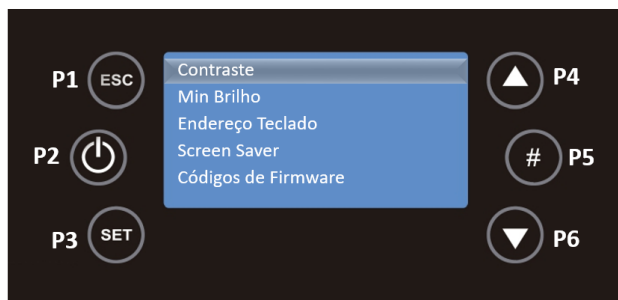 P1 ESC
Contraste
P4
Min Brilho
Endereço Teclado
P2
Screen Saver
# P5
Códigos de Firmware
P3 SET
P6